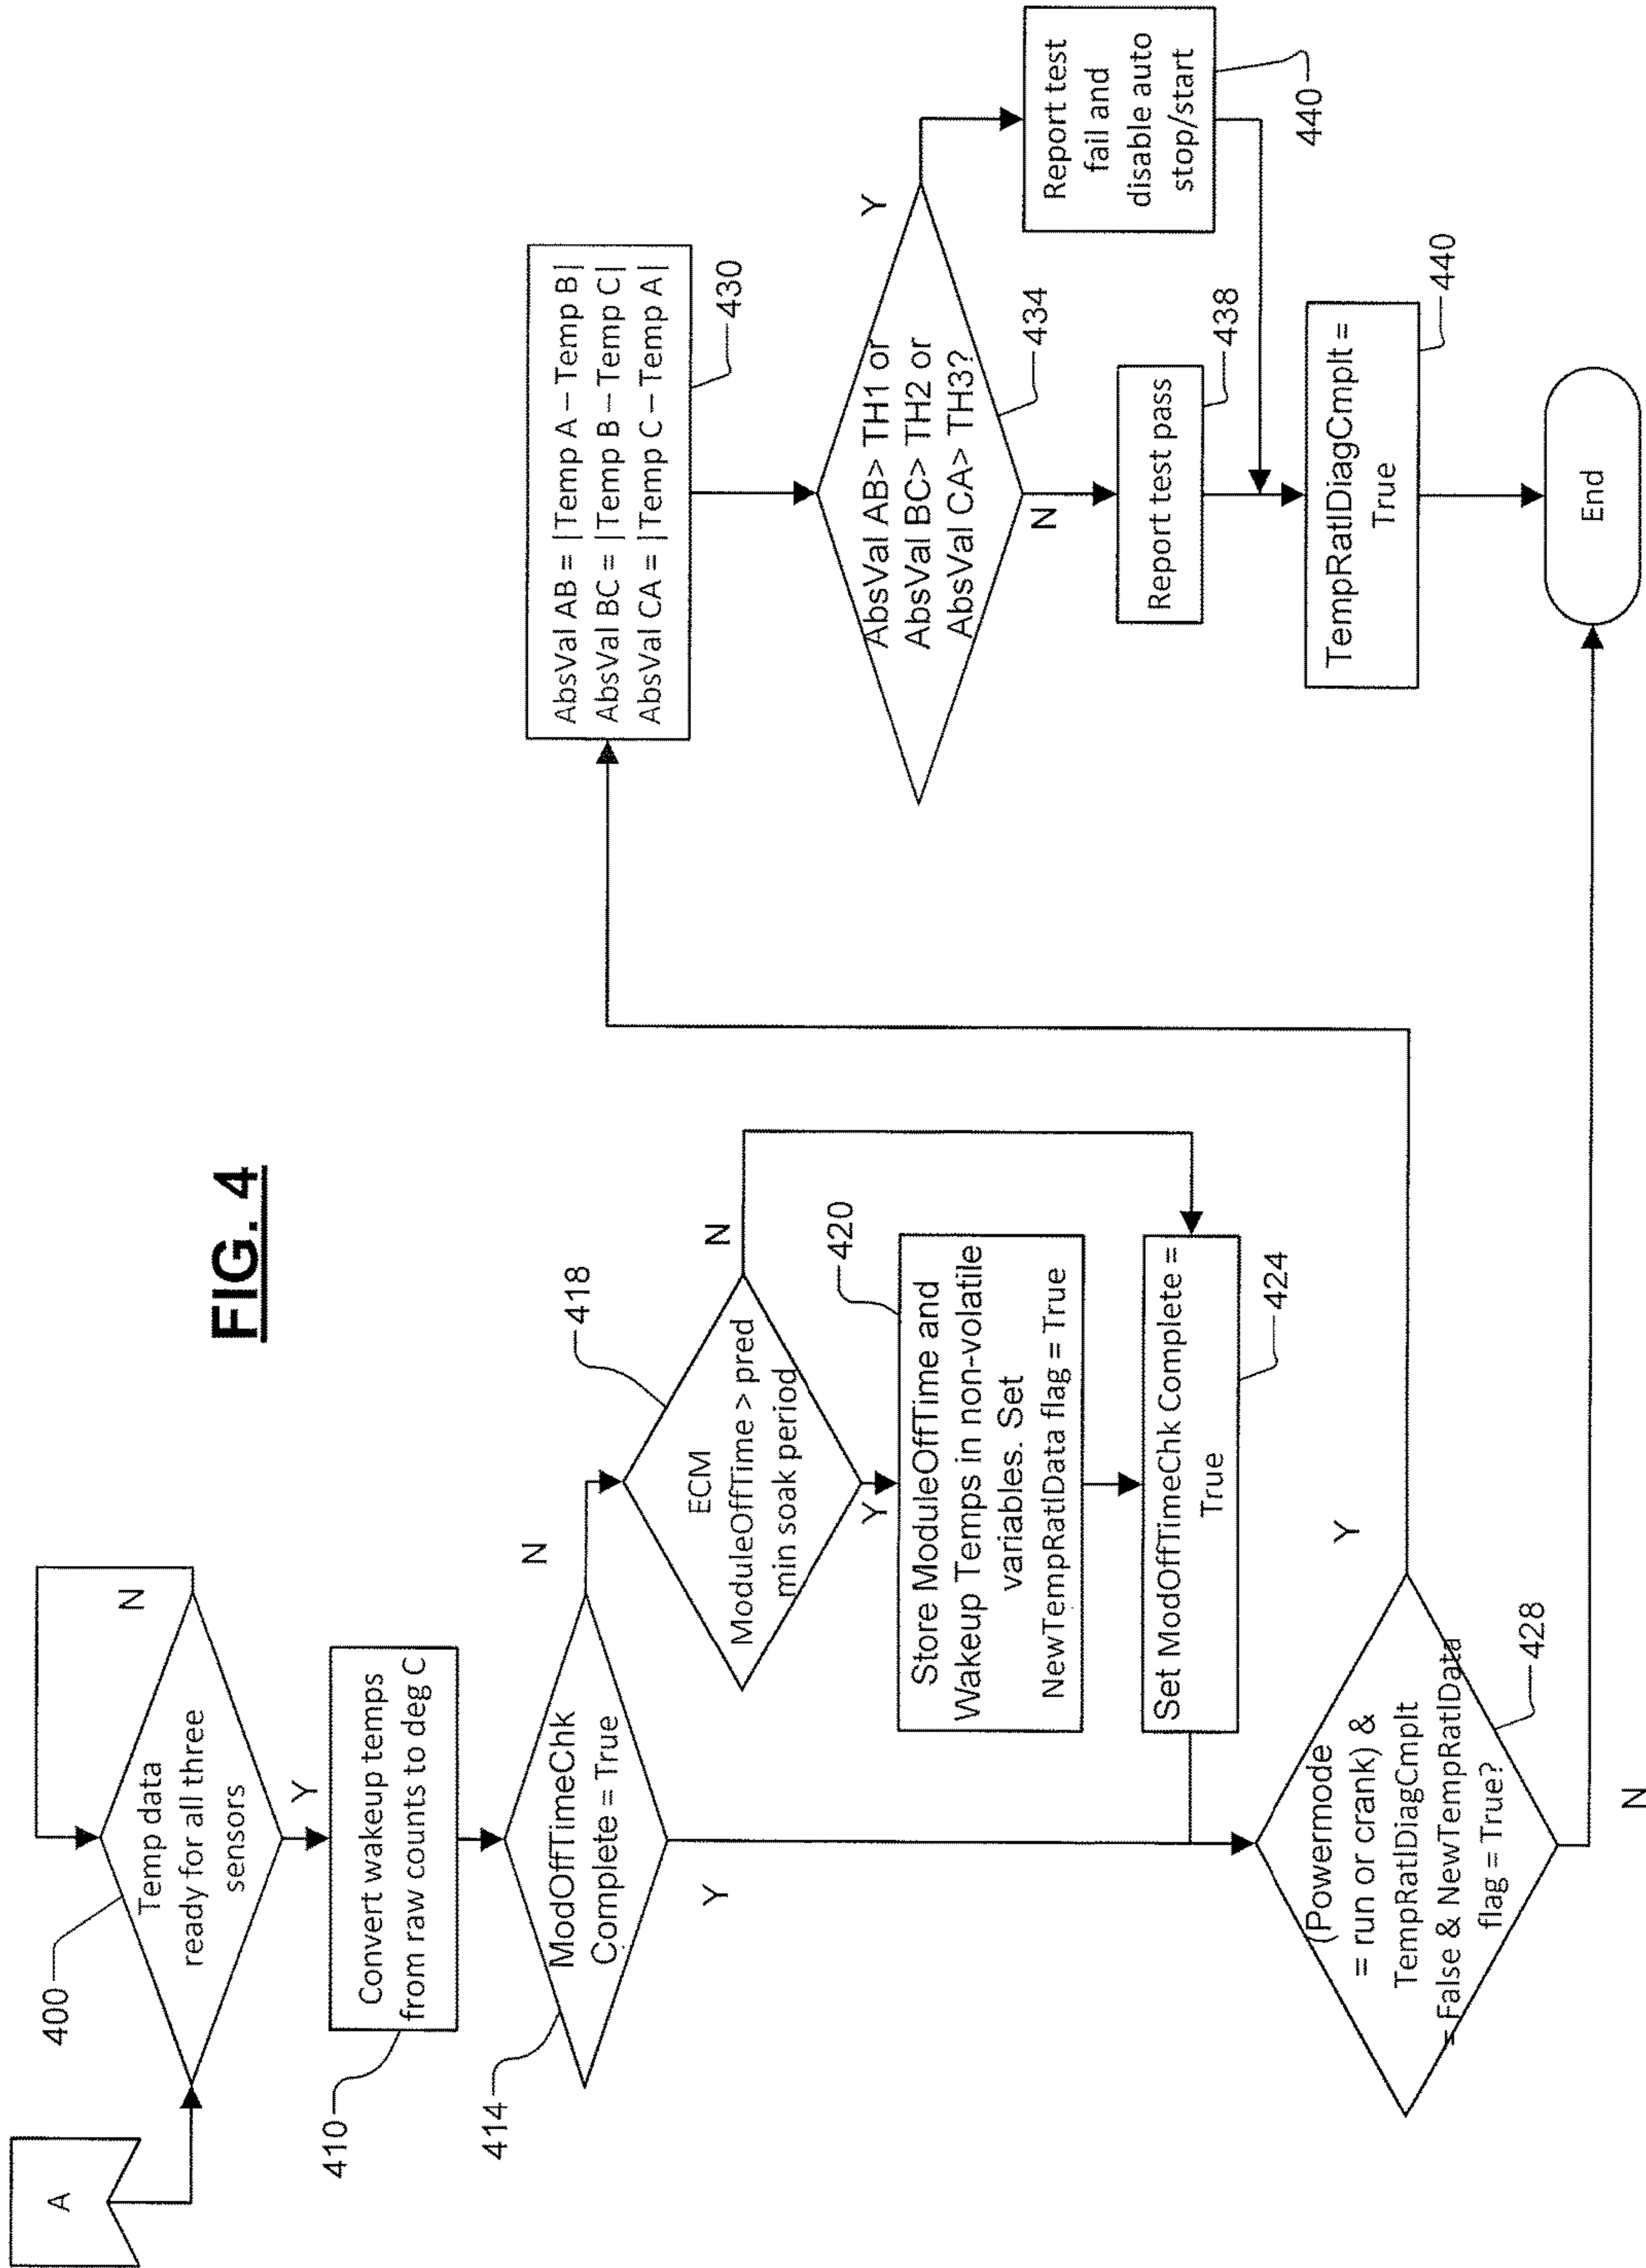 FIG. 4
A
400
Temp data
ready for all three
sensors
N
Y
410
Convert wakeup temps
from raw counts to deg C
414
ModOffTimeChk
Complete = True
N
Y
418
ECM
ModuleOffTime > pred
min soak period
N
Y
420
Store ModuleOffTime and
Wakeup Temps in non-volatile
variables. Set
NewTempRatlData flag = True
Set ModOffTimeChk Complete =
True
424
(Powermode
= run or crank) &
TempRatlDiagCmplt
= False & NewTempRatlData
flag = True?
428
Y
N
AbsVal AB = |Temp A – Temp B|
AbsVal BC = |Temp B – Temp C|
AbsVal CA = |Temp C – Temp A|
430
AbsVal AB> TH1 or
AbsVal BC> TH2 or
AbsVal CA> TH3?
434
Y
N
Report test
fail and
disable auto
stop/start
440
Report test pass
438
TempRatlDiagCmplt =
True
440
End